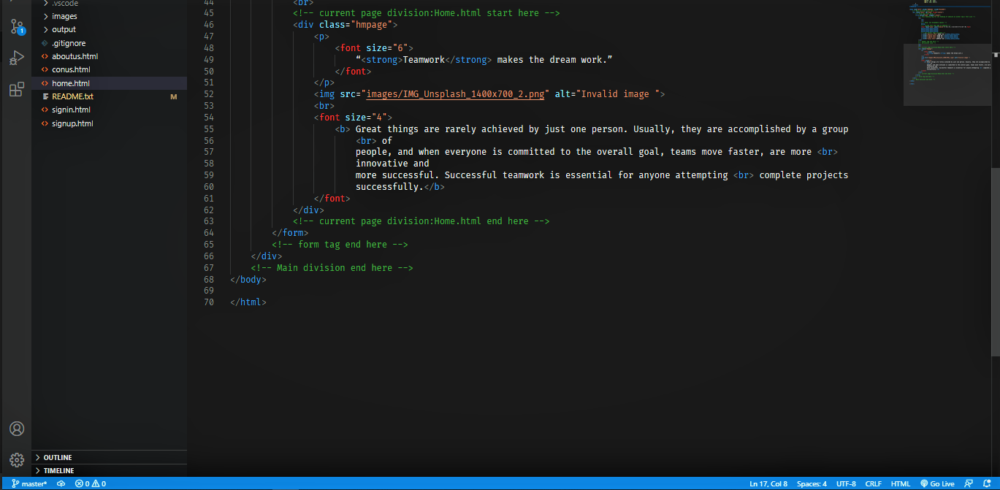 .vscode
images
output
.gitignore
aboutus.html
conus.html
home.html
README.txt M
signin.html
signup.html
1
OUTLINE
TIMELINE
44 <br>
45 <!-- current page division:Home.html start here -->
46 <div class="hmpage">
47 <p>
48 <font size="6">
49 “<strong>Teamwork</strong> makes the dream work.”
50 </font>
51 </p>
52 <img src="images/IMG_Unsplash_1400x700_2.png" alt="Invalid image ">
53 <br>
54 <font size="4">
55 <b> Great things are rarely achieved by just one person. Usually, they are accomplished by a group
56 <br> of
57 people, and when everyone is committed to the overall goal, teams move faster, are more <br>
58 innovative and
59 more successful. Successful teamwork is essential for anyone attempting <br> complete projects
60 successfully.</b>
61 </font>
62 </div>
63 <!-- current page division:Home.html end here -->
64 </form>
65 <!-- form tag end here -->
66 </div>
67 <!-- Main division end here -->
68 </body>
69
70 </html>
master* 0 0 Ln 17, Col 8 Spaces: 4 UTF-8 CRLF HTML Go Live